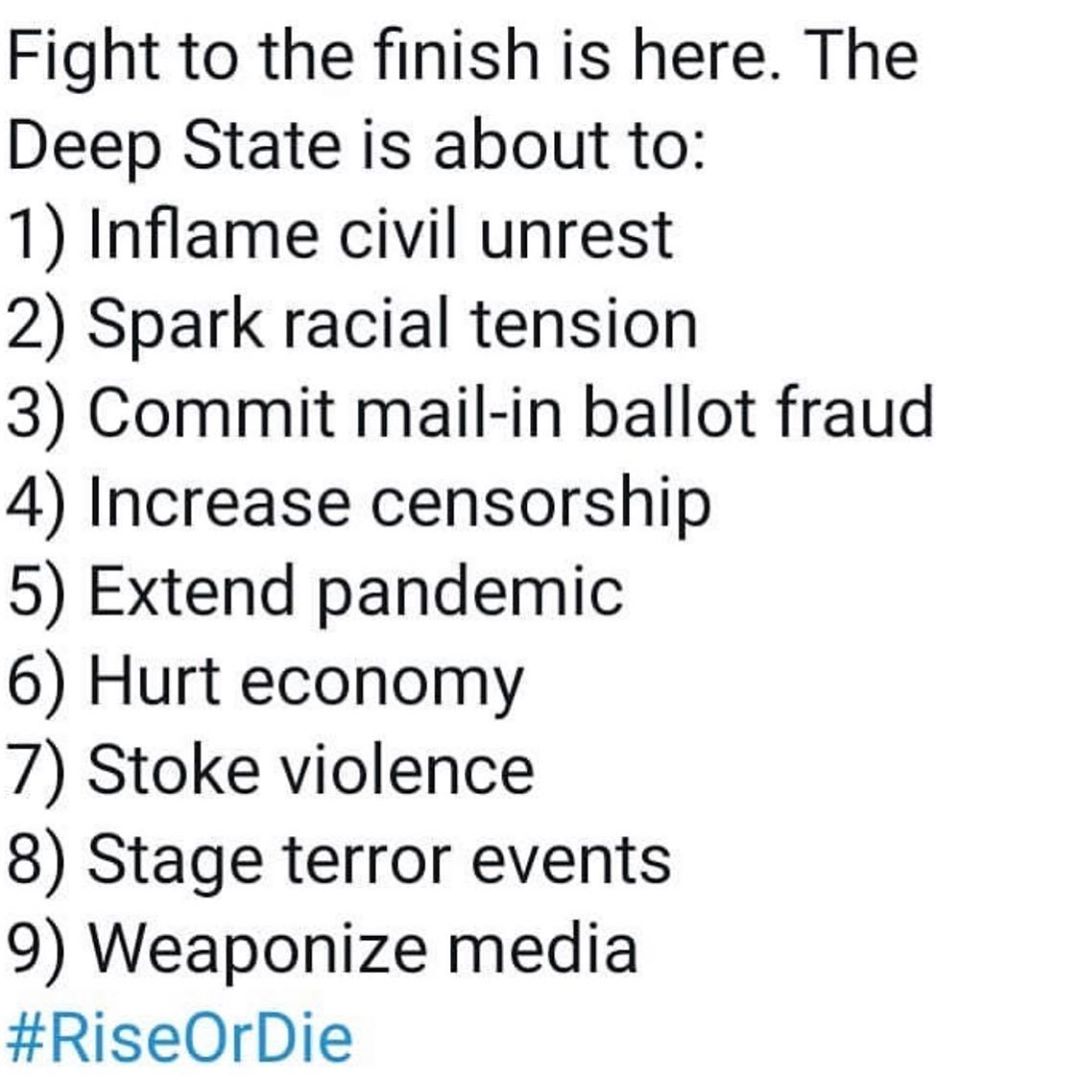 Fight to the finish is here. The
Deep State is about to:
1) Inflame civil unrest
2) Spark racial tension
3) Commit mail-in ballot fraud
4) Increase censorship
5) Extend pandemic
6) Hurt economy
7) Stoke violence
8) Stage terror events
9) Weaponize media
#RiseOrDie